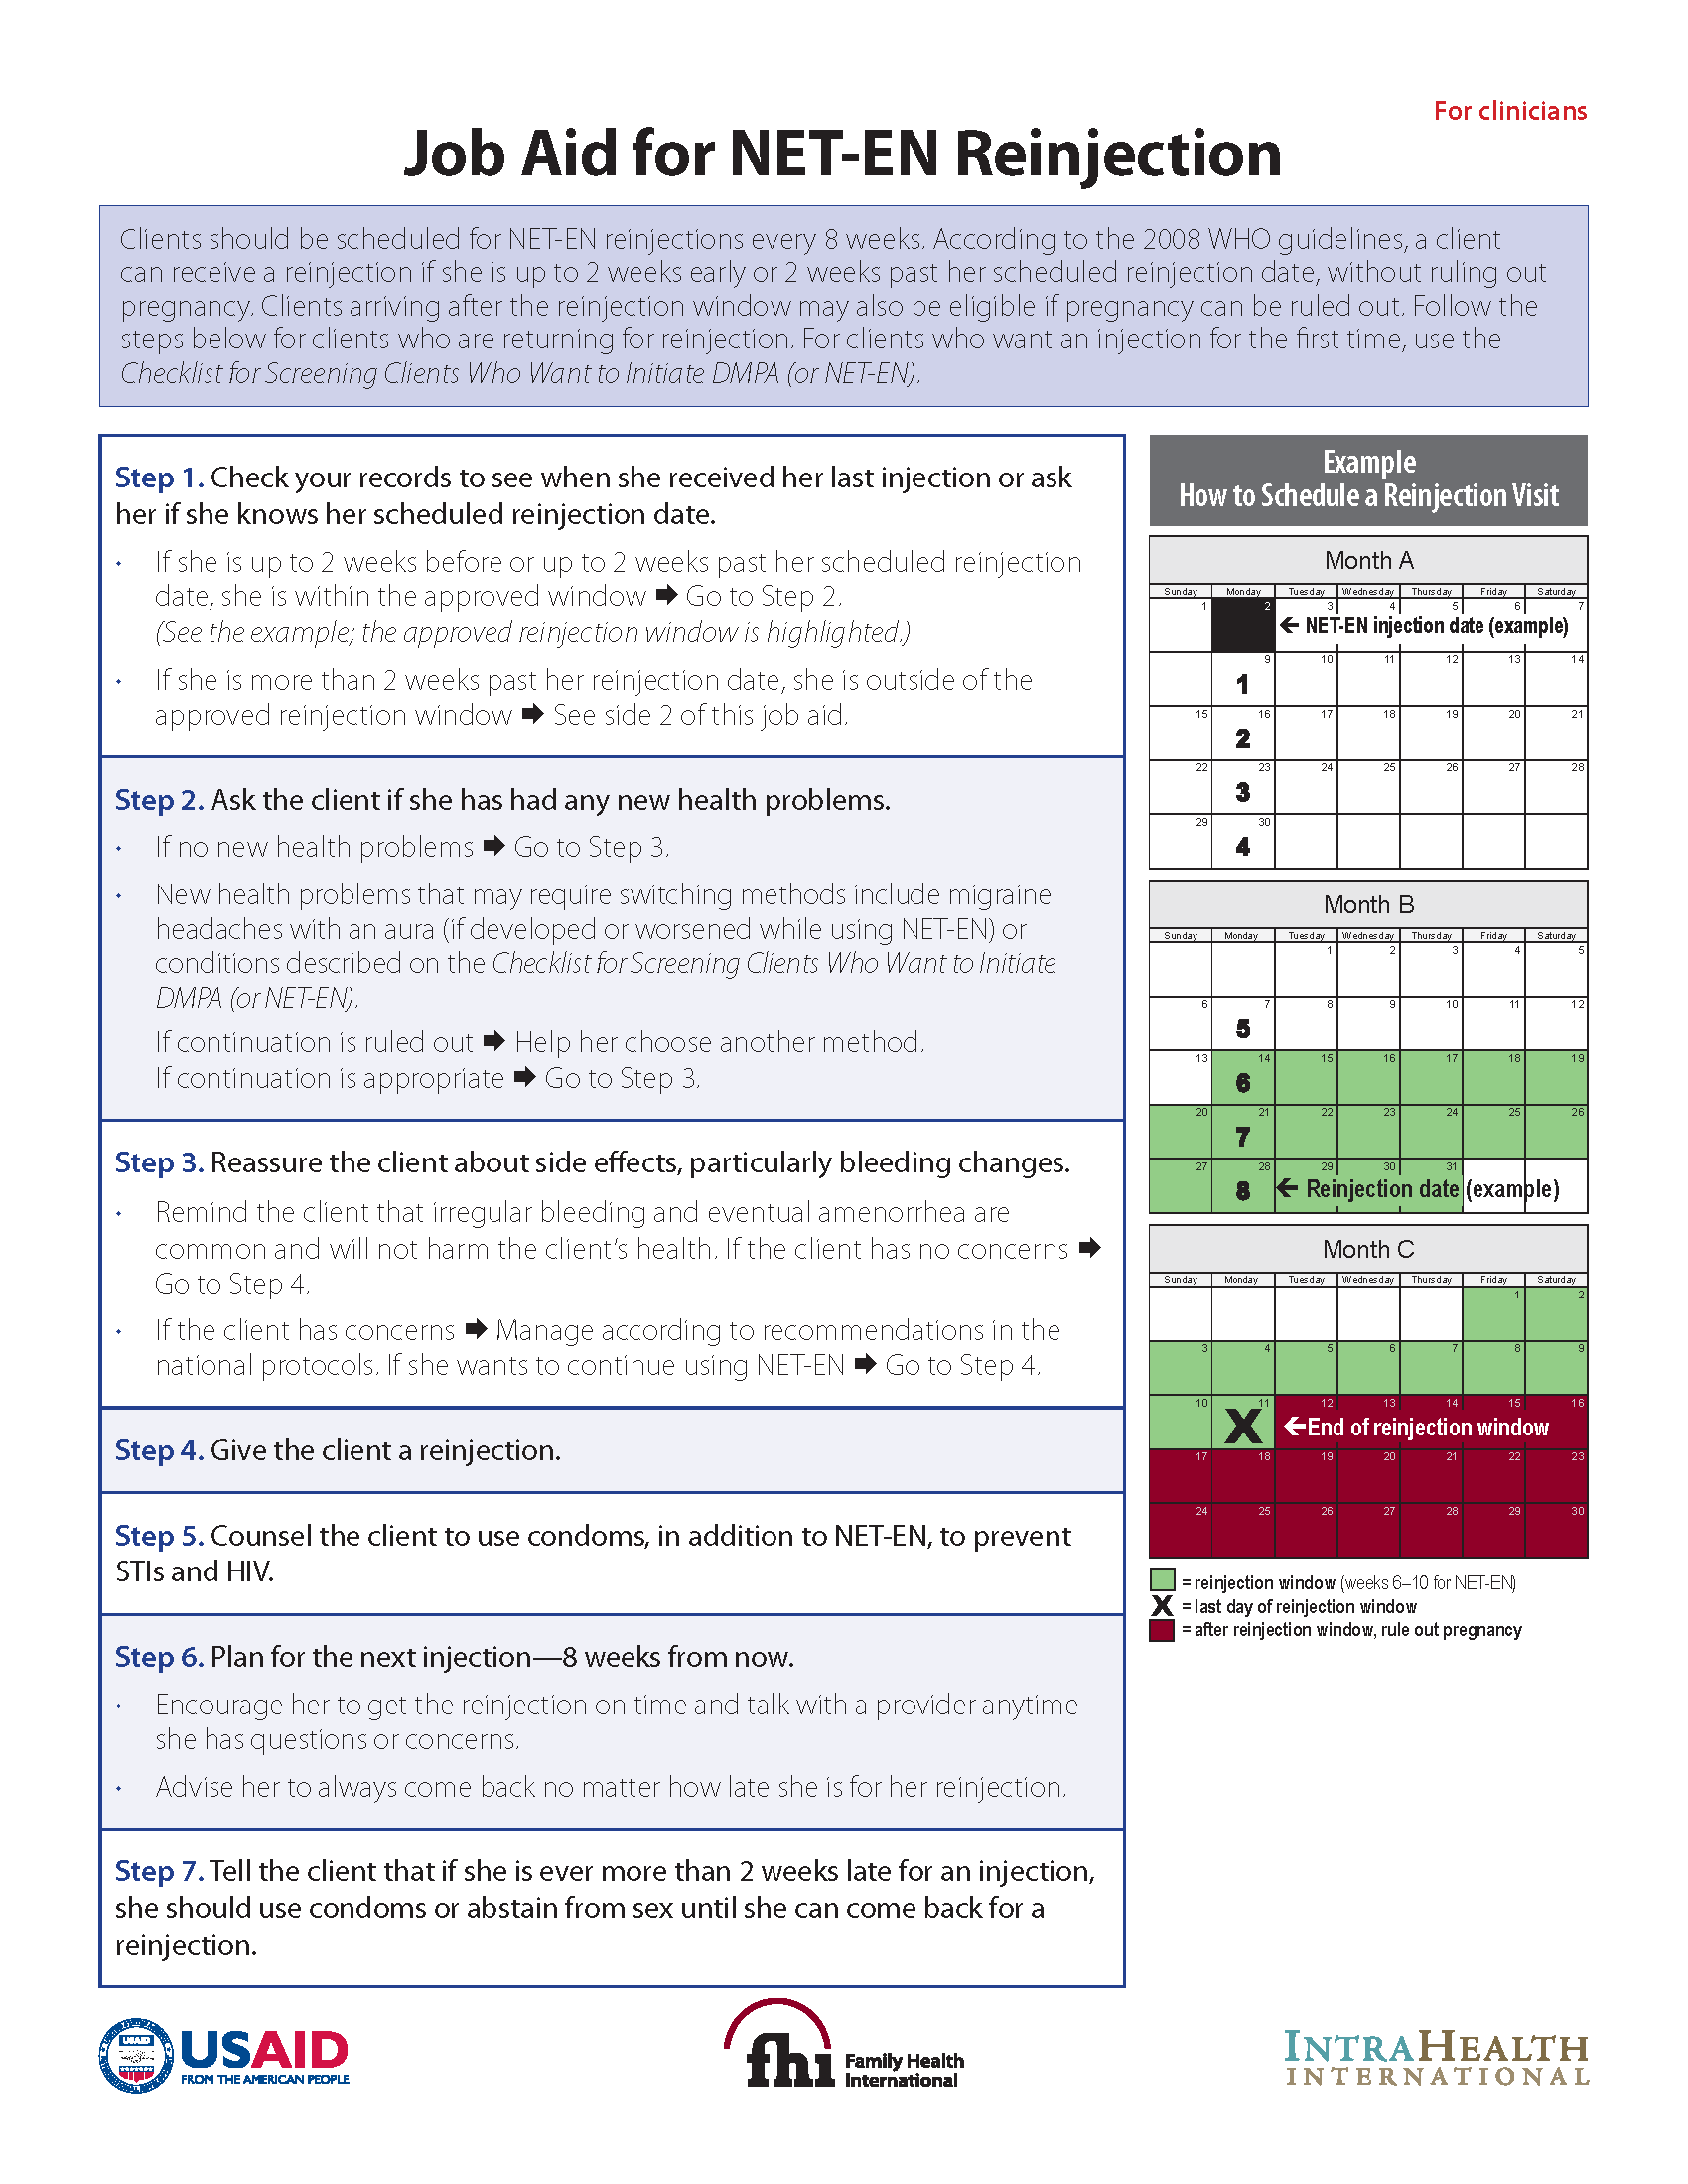 For clinicians
Job Aid for NET-EN Reinjection
Clients should be scheduled for NET-EN reinjections every 8 weeks. According to the 2008 WHO guidelines, a client
can receive a reinjection if she is up to 2 weeks early or 2 weeks past her scheduled reinjection date, without ruling out
pregnancy. Clients arriving after the reinjection window may also be eligible if pregnancy can be ruled out. Follow the
steps below for clients who are returning for reinjection. For clients who want an injection for the first time, use the
Checklist for Screening Clients Who Want to Initiate DMPA (or NET-EN).
Step 1. Check your records to see when she received her last injection or ask
her if she knows her scheduled reinjection date.
• If she is up to 2 weeks before or up to 2 weeks past her scheduled reinjection
date, she is within the approved window ➡ Go to Step 2.
(See the example; the approved reinjection window is highlighted.)
• If she is more than 2 weeks past her reinjection date, she is outside of the
approved reinjection window ➡ See side 2 of this job aid.
Step 2. Ask the client if she has had any new health problems.
• If no new health problems ➡ Go to Step 3.
• New health problems that may require switching methods include migraine
headaches with an aura (if developed or worsened while using NET-EN) or
conditions described on the Checklist for Screening Clients Who Want to Initiate
DMPA (or NET-EN).
If continuation is ruled out ➡ Help her choose another method.
If continuation is appropriate ➡ Go to Step 3.
Step 3. Reassure the client about side effects, particularly bleeding changes.
• Remind the client that irregular bleeding and eventual amenorrhea are
common and will not harm the client's health. If the client has no concerns ➡
Go to Step 4.
• If the client has concerns ➡ Manage according to recommendations in the
national protocols. If she wants to continue using NET-EN ➡ Go to Step 4.
Step 4. Give the client a reinjection.
Step 5. Counsel the client to use condoms, in addition to NET-EN, to prevent
STIs and HIV.
Step 6. Plan for the next injection—8 weeks from now.
• Encourage her to get the reinjection on time and talk with a provider anytime
she has questions or concerns.
• Advise her to always come back no matter how late she is for her reinjection.
Step 7. Tell the client that if she is ever more than 2 weeks late for an injection,
she should use condoms or abstain from sex until she can come back for a
reinjection.
Example
How to Schedule a Reinjection Visit
Month A
Sunday Monday Tuesday Wednesday Thursday Friday Saturday
1 2 3 4 5 6 7
← NET-EN injection date (example)
9 10 11 12 13 14
1
15 16 17 18 19 20 21
2
22 23 24 25 26 27 28
3
29 30
4
Month B
Sunday Monday Tuesday Wednesday Thursday Friday Saturday
1 2 3 4 5
6 7 8 9 10 11 12
5
13 14 15 16 17 18 19
6
20 21 22 23 24 25 26
7
27 28 29 30 31
8 ← Reinjection date (example)
Month C
Sunday Monday Tuesday Wednesday Thursday Friday Saturday
1 2
3 4 5 6 7 8 9
10 11 12 13 14 15 16
X ←End of reinjection window
17 18 19 20 21 22 23
24 25 26 27 28 29 30
= reinjection window (weeks 6–10 for NET-EN)
X = last day of reinjection window
= after reinjection window, rule out pregnancy
USAID
USAID
FROM THE AMERICAN PEOPLE
fhi Family Health
International
INTRAHEALTH
INTERNATIONAL